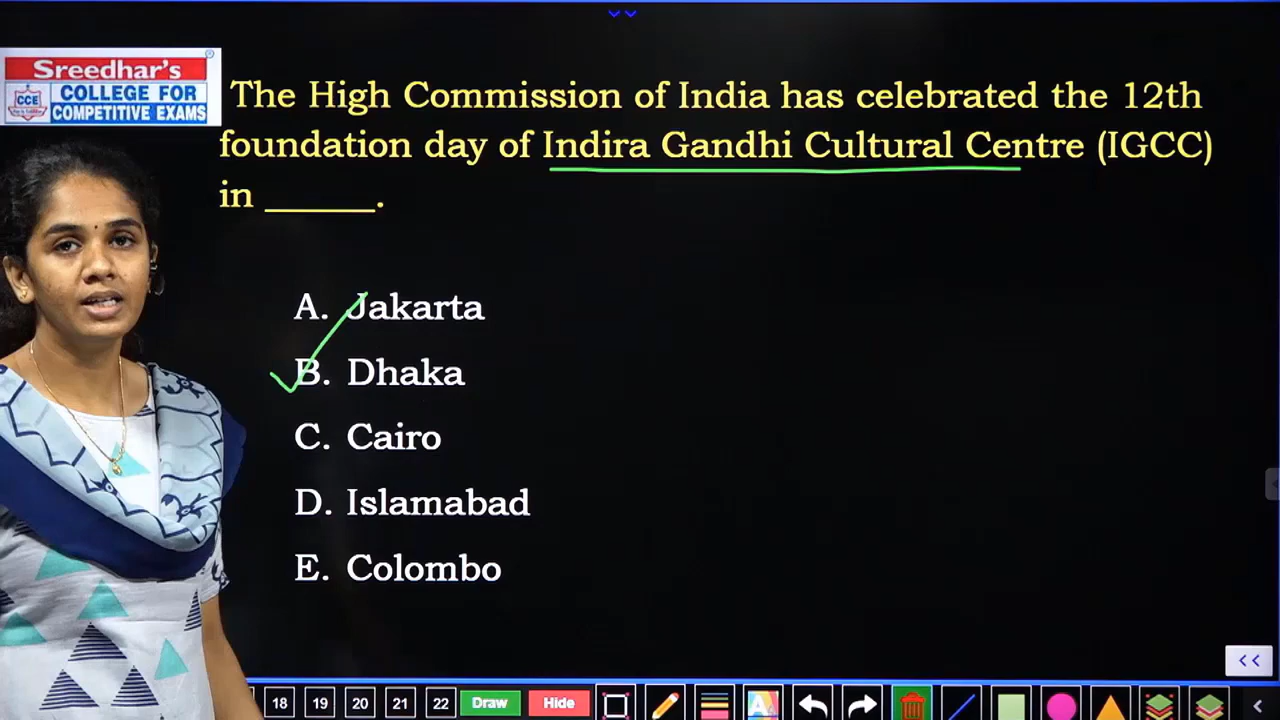 Sreedhar's
CCE
COLLEGE FOR
COMPETITIVE EXAMS
The High Commission of India has celebrated the 12th
foundation day of Indira Gandhi Cultural Centre (IGCC)
in ______.
A. Jakarta
B. Dhaka
C. Cairo
D. Islamabad
E. Colombo
18 19 20 21 22 Draw Hide